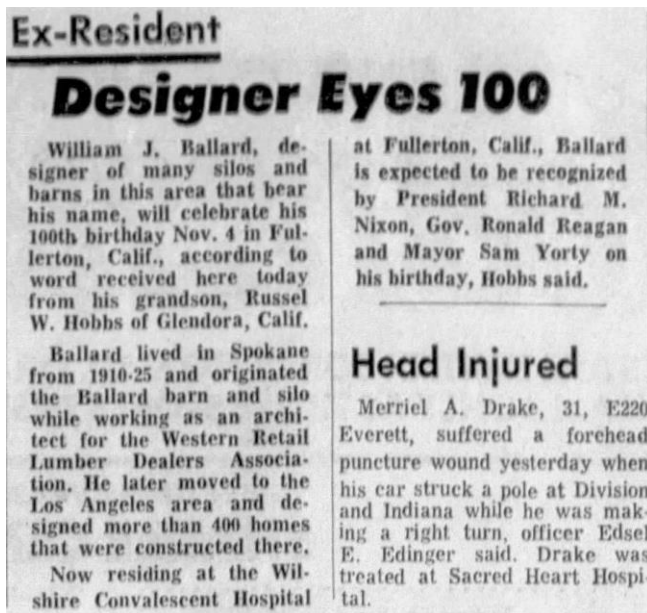 Ex-Resident
Designer Eyes 100
William J. Ballard, de-
signer of many silos and
barns in this area that bear
his name, will celebrate his
100th birthday Nov. 4 in Ful-
lerton, Calif., according to
word received here today
from his grandson, Russel
W. Hobbs of Glendora, Calif.
Ballard lived in Spokane
from 1910-25 and originated
the Ballard barn and silo
while working as an archi-
tect for the Western Retail
Lumber Dealers Associa-
tion. He later moved to the
Los Angeles area and de-
signed more than 400 homes
that were constructed there.
Now residing at the Wil-
shire Convalescent Hospital
at Fullerton, Calif., Ballard
is expected to be recognized
by President Richard M.
Nixon, Gov. Ronald Reagan
and Mayor Sam Yorty on
his birthday, Hobbs said.
Head Injured
Merriel A. Drake, 31, E220
Everett, suffered a forehead
puncture wound yesterday when
his car struck a pole at Division
and Indiana while he was mak-
ing a right turn, officer Edsel
E. Edinger said. Drake was
treated at Sacred Heart Hospi-
tal.